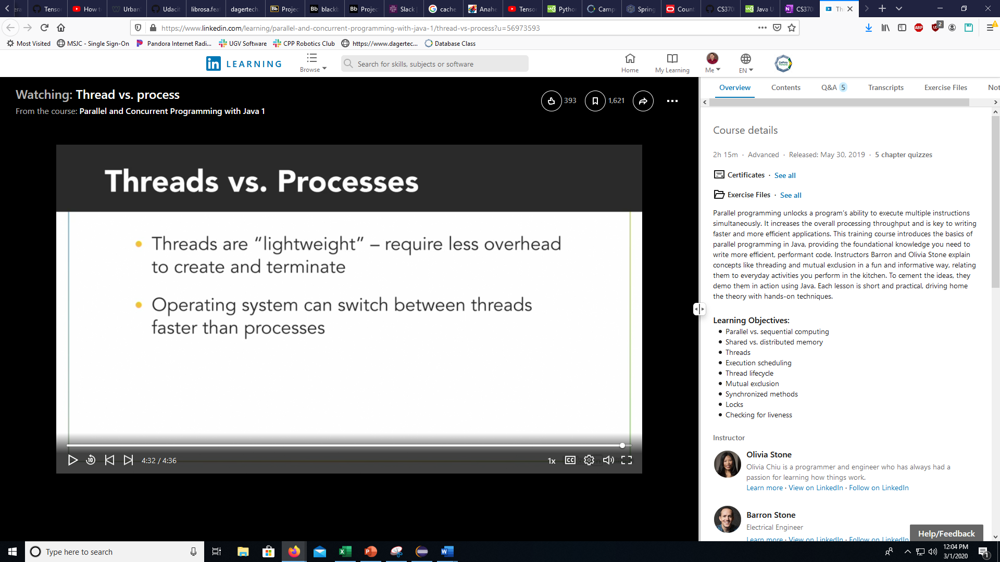 Tensor
How t
Urban
Udacit
librosa.feat
dagertech.
Projec
blackb
Projec
Slack |
cache
Anahe
Tensor
Pytho
Camp
Spring
Count
CS370
Java U
CS370
Th
https://www.linkedin.com/learning/parallel-and-concurrent-programming-with-java-1/thread-vs-process?u=56973593
ABP
2
Most Visited
MSJC - Single Sign-On
Pandora Internet Radi...
UGV Software
CPP Robotics Club
https://www.dagertec...
Database Class
in LEARNING
Browse
Search for skills, subjects or software
Home
My Learning
Me
EN
Watching: Thread vs. process
From the course: Parallel and Concurrent Programming with Java 1
393
1,621
Overview
Contents
Q&A 5
Transcripts
Exercise Files
Not
Threads vs. Processes
Threads are “lightweight” – require less overhead
to create and terminate
Operating system can switch between threads
faster than processes
10
4:32 / 4:36
1x
CC
Course details
2h 15m · Advanced · Released: May 30, 2019 · 5 chapter quizzes
Certificates · See all
Exercise Files · See all
Parallel programming unlocks a program’s ability to execute multiple instructions
simultaneously. It increases the overall processing throughput and is key to writing
faster and more efficient applications. This training course introduces the basics of
parallel programming in Java, providing the foundational knowledge you need to
write more efficient, performant code. Instructors Barron and Olivia Stone explain
concepts like threading and mutual exclusion in a fun and informative way, relating
them to everyday activities you perform in the kitchen. To cement the ideas, they
demo them in action using Java. Each lesson is short and practical, driving home
the theory with hands-on techniques.
Learning Objectives:
Parallel vs. sequential computing
Shared vs. distributed memory
Threads
Execution scheduling
Thread lifecycle
Mutual exclusion
Synchronized methods
Locks
Checking for liveness
Instructor
Olivia Stone
Olivia Chiu is a programmer and engineer who has always had a
passion for learning how things work.
Learn more · View on LinkedIn · Follow on LinkedIn
Barron Stone
Electrical Engineer
Learn more · View on LinkedIn · Follow on LinkedIn
Help/Feedback
Type here to search
12:04 PM
3/1/2020
1